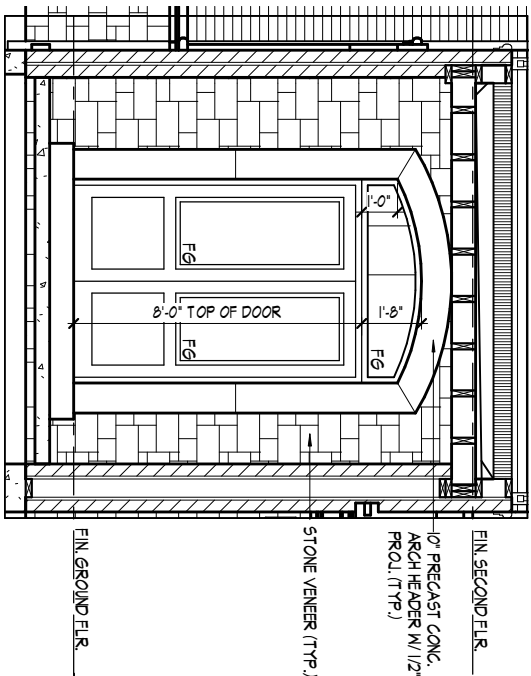 FIN. SECOND FLR.
10" PRECAST CONC.
ARCH HEADER W/ 1/2"
PROJ. (TYP.)
STONE VENEER (TYP.)
FIN. GROUND FLR.
1'-0"
1'-8"
8'-0" TOP OF DOOR
FG
FG
FG